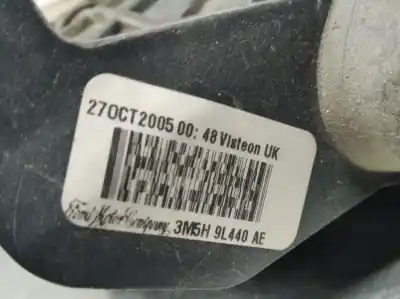 27OCT2005 00:48 Visteon UK
Ford Motor Company, 3M5H 9L440 AE